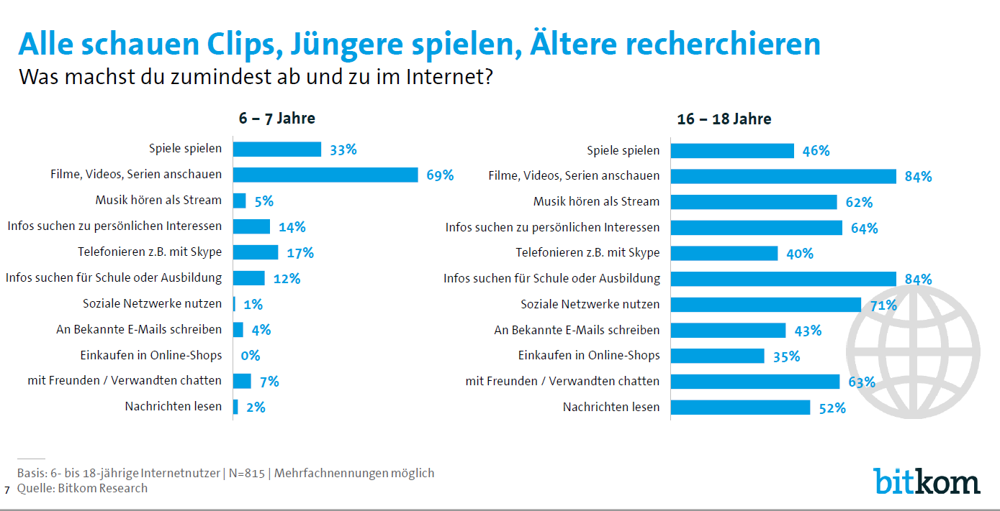 Alle schauen Clips, Jüngere spielen, Ältere recherchieren
Was machst du zumindest ab und zu im Internet?
6 – 7 Jahre
Spiele spielen 33%
Filme, Videos, Serien anschauen 69%
Musik hören als Stream 5%
Infos suchen zu persönlichen Interessen 14%
Telefonieren z.B. mit Skype 17%
Infos suchen für Schule oder Ausbildung 12%
Soziale Netzwerke nutzen 1%
An Bekannte E-Mails schreiben 4%
Einkaufen in Online-Shops 0%
mit Freunden / Verwandten chatten 7%
Nachrichten lesen 2%
16 – 18 Jahre
Spiele spielen 46%
Filme, Videos, Serien anschauen 84%
Musik hören als Stream 62%
Infos suchen zu persönlichen Interessen 64%
Telefonieren z.B. mit Skype 40%
Infos suchen für Schule oder Ausbildung 84%
Soziale Netzwerke nutzen 71%
An Bekannte E-Mails schreiben 43%
Einkaufen in Online-Shops 35%
mit Freunden / Verwandten chatten 63%
Nachrichten lesen 52%
Basis: 6- bis 18-jährige Internetnutzer | N=815 | Mehrfachnennungen möglich
7 Quelle: Bitkom Research
bitkom